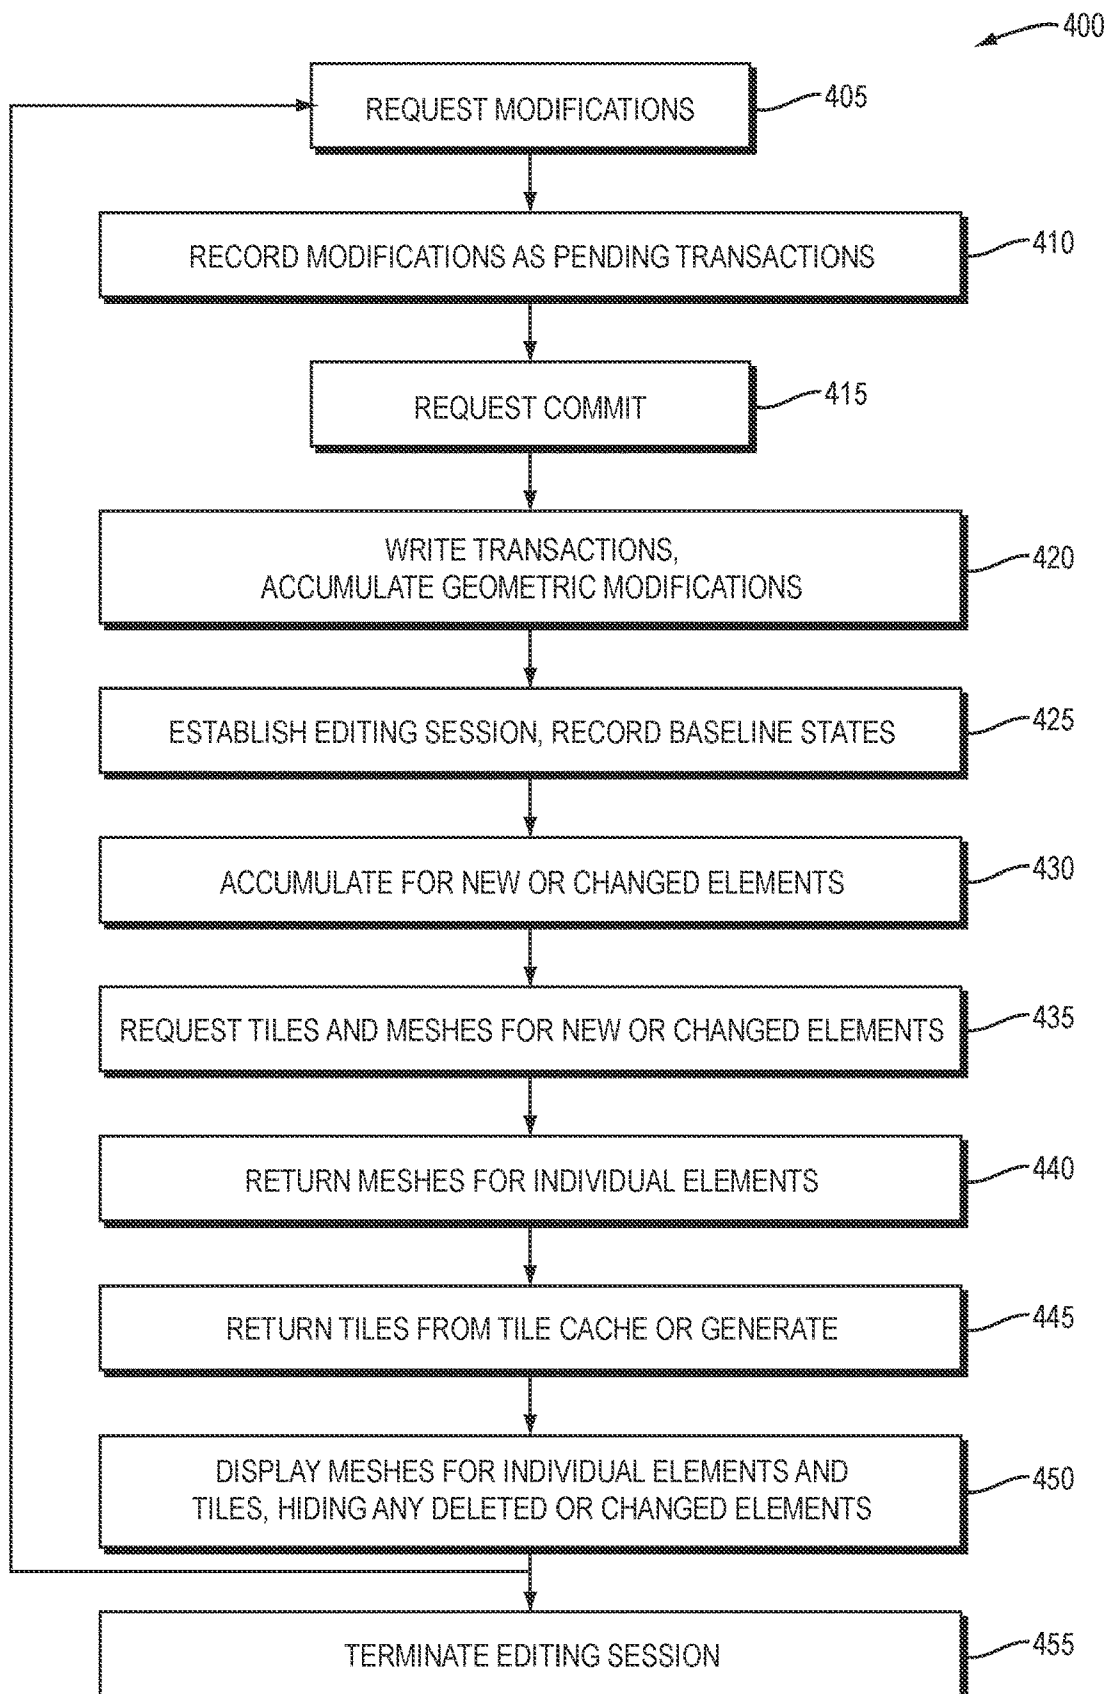 400
REQUEST MODIFICATIONS
405
RECORD MODIFICATIONS AS PENDING TRANSACTIONS
410
REQUEST COMMIT
415
WRITE TRANSACTIONS,
ACCUMULATE GEOMETRIC MODIFICATIONS
420
ESTABLISH EDITING SESSION, RECORD BASELINE STATES
425
ACCUMULATE FOR NEW OR CHANGED ELEMENTS
430
REQUEST TILES AND MESHES FOR NEW OR CHANGED ELEMENTS
435
RETURN MESHES FOR INDIVIDUAL ELEMENTS
440
RETURN TILES FROM TILE CACHE OR GENERATE
445
DISPLAY MESHES FOR INDIVIDUAL ELEMENTS AND
TILES, HIDING ANY DELETED OR CHANGED ELEMENTS
450
TERMINATE EDITING SESSION
455